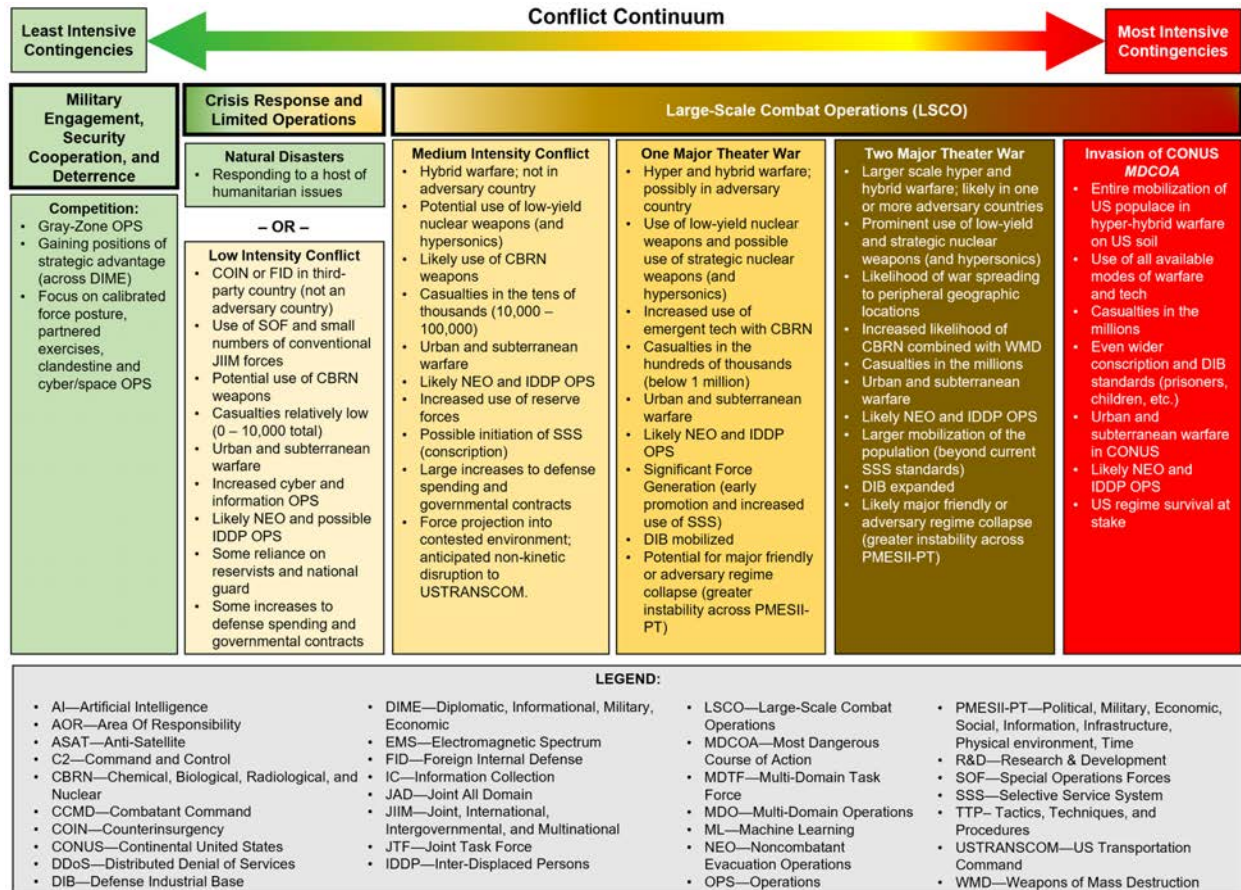 Conflict Continuum
Least Intensive
Contingencies
Most Intensive
Contingencies
Military
Engagement,
Security
Cooperation, and
Deterrence
Competition:
• Gray-Zone OPS
• Gaining positions of
strategic advantage
(across DIME)
• Focus on calibrated
force posture,
partnered
exercises,
clandestine and
cyber/space OPS
Crisis Response and
Limited Operations
Natural Disasters
• Responding to a host of
humanitarian issues
– OR –
Low Intensity Conflict
• COIN or FID in third-
party country (not an
adversary country)
• Use of SOF and small
numbers of conventional
JIIM forces
• Potential use of CBRN
weapons
• Casualties relatively low
(0 – 10,000 total)
• Urban and subterranean
warfare
• Increased cyber and
information OPS
• Likely NEO and possible
IDDP OPS
• Some reliance on
reservists and national
guard
• Some increases to
defense spending and
governmental contracts
Large-Scale Combat Operations (LSCO)
Medium Intensity Conflict
• Hybrid warfare; not in
adversary country
• Potential use of low-yield
nuclear weapons (and
hypersonics)
• Likely use of CBRN
weapons
• Casualties in the tens of
thousands (10,000 –
100,000)
• Urban and subterranean
warfare
• Likely NEO and IDDP OPS
• Increased use of reserve
forces
• Possible initiation of SSS
(conscription)
• Large increases to defense
spending and
governmental contracts
• Force projection into
contested environment;
anticipated non-kinetic
disruption to
USTRANSCOM.
One Major Theater War
• Hyper and hybrid warfare;
possibly in adversary
country
• Use of low-yield nuclear
weapons and possible
use of strategic nuclear
weapons (and
hypersonics)
• Increased use of
emergent tech with CBRN
• Casualties in the
hundreds of thousands
(below 1 million)
• Urban and subterranean
warfare
• Likely NEO and IDDP
OPS
• Significant Force
Generation (early
promotion and increased
use of SSS)
• DIB mobilized
• Potential for major friendly
or adversary regime
collapse (greater
instability across PMESII-
PT)
Two Major Theater War
• Larger scale hyper and
hybrid warfare; likely in one
or more adversary countries
• Prominent use of low-yield
and strategic nuclear
weapons (and hypersonics)
• Likelihood of war spreading
to peripheral geographic
locations
• Increased likelihood of
CBRN combined with WMD
• Casualties in the millions
• Urban and subterranean
warfare
• Likely NEO and IDDP OPS
• Larger mobilization of the
population (beyond current
SSS standards)
• DIB expanded
• Likely major friendly or
adversary regime collapse
(greater instability across
PMESII-PT)
Invasion of CONUS
MDCOA
• Entire mobilization of
US populace in
hyper-hybrid warfare
on US soil
• Use of all available
modes of warfare
and tech
• Casualties in the
millions
• Even wider
conscription and DIB
standards (prisoners,
children, etc.)
• Urban and
subterranean warfare
in CONUS
• Likely NEO and
IDDP OPS
• US regime survival at
stake
LEGEND:
• AI—Artificial Intelligence
• AOR—Area Of Responsibility
• ASAT—Anti-Satellite
• C2—Command and Control
• CBRN—Chemical, Biological, Radiological, and
Nuclear
• CCMD—Combatant Command
• COIN—Counterinsurgency
• CONUS—Continental United States
• DDoS—Distributed Denial of Services
• DIB—Defense Industrial Base
• DIME—Diplomatic, Informational, Military,
Economic
• EMS—Electromagnetic Spectrum
• FID—Foreign Internal Defense
• IC—Information Collection
• JAD—Joint All Domain
• JIIM—Joint, International,
Intergovernmental, and Multinational
• JTF—Joint Task Force
• IDDP—Inter-Displaced Persons
• LSCO—Large-Scale Combat
Operations
• MDCOA—Most Dangerous
Course of Action
• MDTF—Multi-Domain Task
Force
• MDO—Multi-Domain Operations
• ML—Machine Learning
• NEO—Noncombatant
Evacuation Operations
• OPS—Operations
• PMESII-PT—Political, Military, Economic,
Social, Information, Infrastructure,
Physical environment, Time
• R&D—Research & Development
• SOF—Special Operations Forces
• SSS—Selective Service System
• TTP– Tactics, Techniques, and
Procedures
• USTRANSCOM—US Transportation
Command
• WMD—Weapons of Mass Destruction